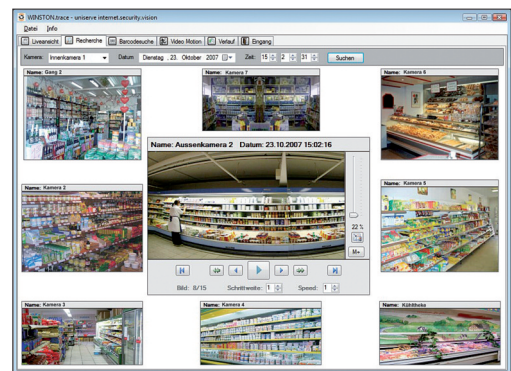 WINSTON.trace - uniserve internet.security.vision
Datei Info
Liveansicht Recherche Barcodesuche Video Motion Verlauf Eingang
Kamera: Innenkamera 1 Datum Dienstag , 23. Oktober 2007 Zeit: 15 2 31 Suchen
Name: Gang 2
Name: Kamera 7
Name: Kamera 6
Name: Aussenkamera 2 Datum: 23.10.2007 15:02:16
Name: Kamera 2
Name: Kamera 5
22 %
M+
Bild: 8/15 Schrittweite: 1 Speed: 1
Name: Kamera 3
Name: Kamera 4
Name: Kühltheke